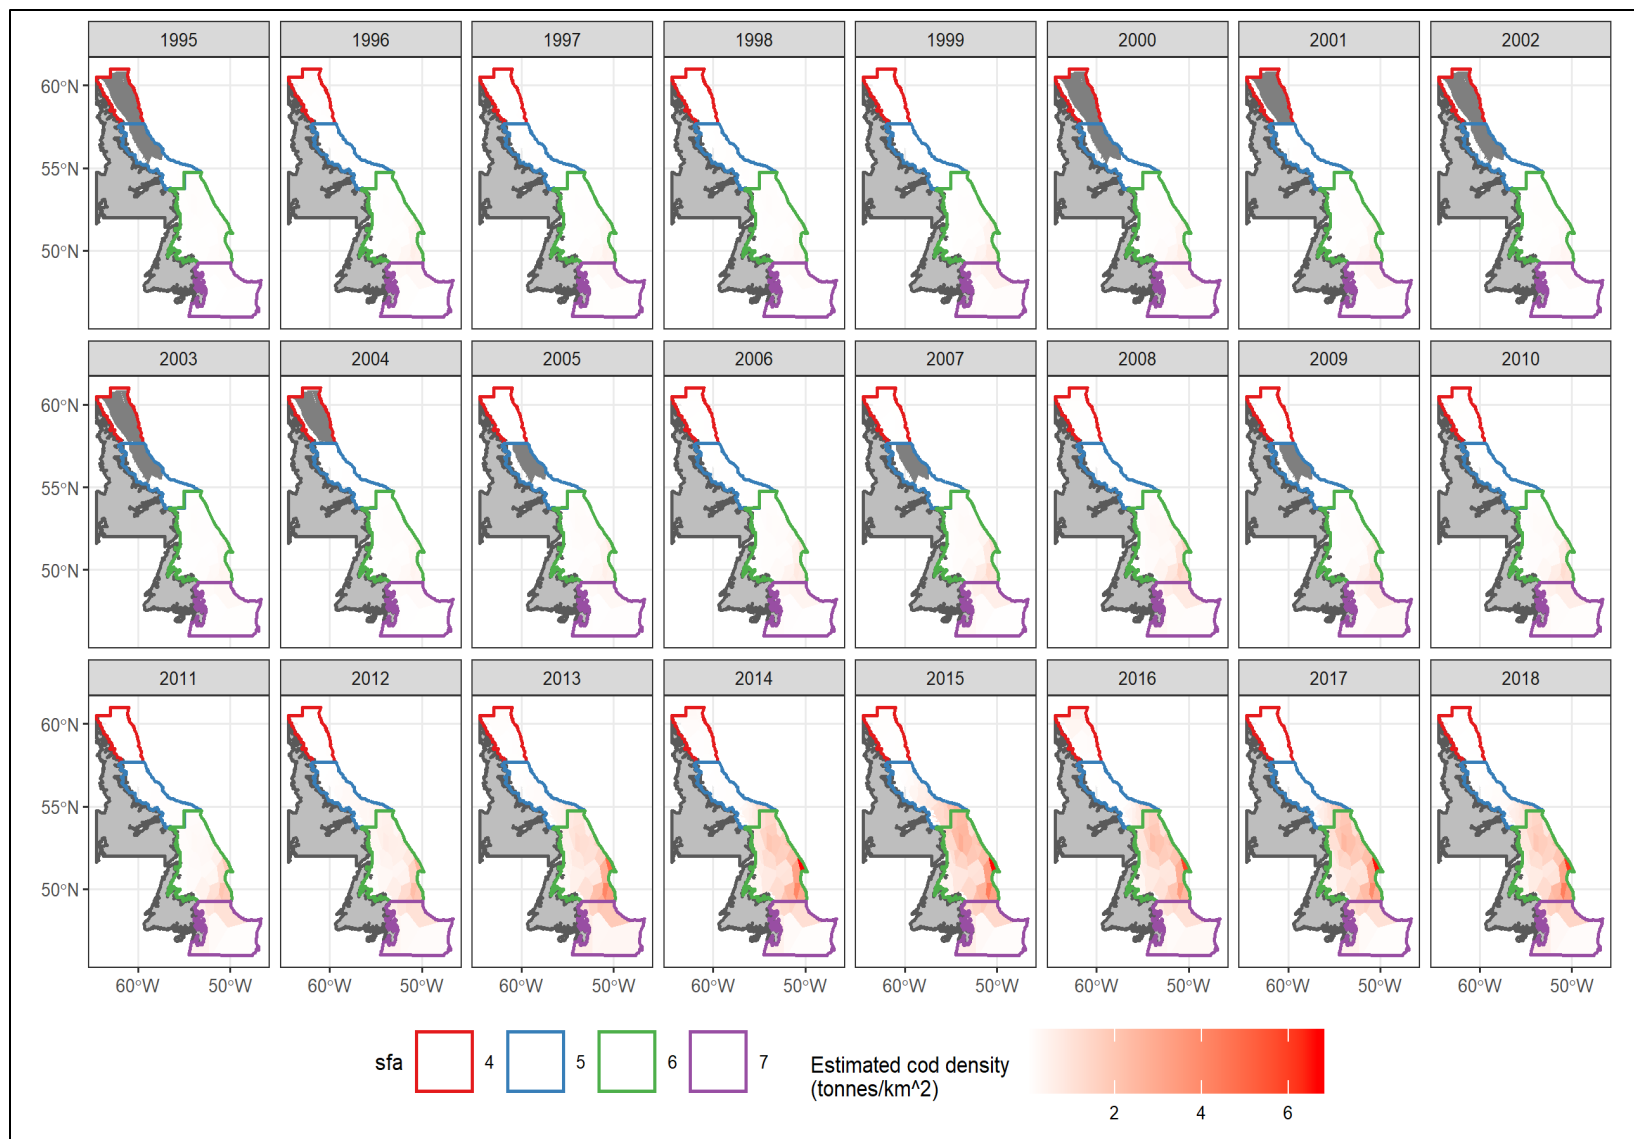 1995 1996 1997 1998 1999 2000 2001 2002
60°N
55°N
50°N
2003 2004 2005 2006 2007 2008 2009 2010
60°N
55°N
50°N
2011 2012 2013 2014 2015 2016 2017 2018
60°N
55°N
50°N
60°W 50°W 60°W 50°W 60°W 50°W 60°W 50°W 60°W 50°W 60°W 50°W 60°W 50°W 60°W 50°W
sfa 4 5 6 7
Estimated cod density
(tonnes/km^2)
2 4 6